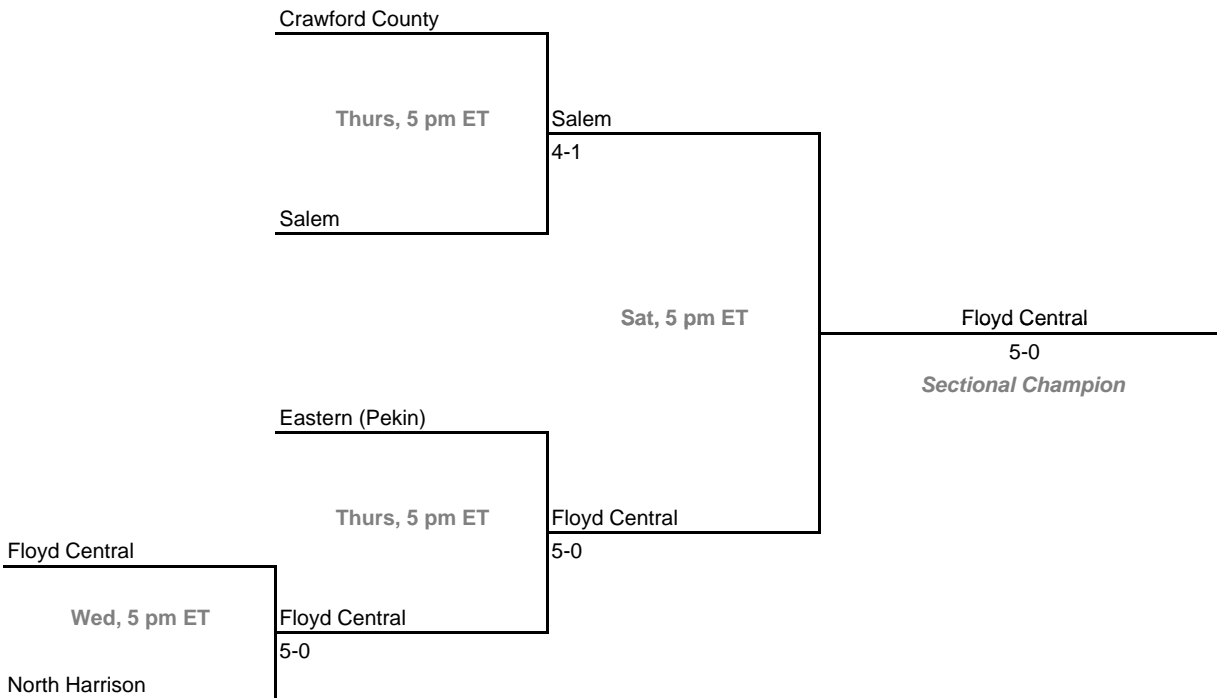 Crawford County
Thurs, 5 pm ET
Salem
4-1
Salem
Sat, 5 pm ET
Floyd Central
5-0
Sectional Champion
Eastern (Pekin)
Thurs, 5 pm ET
Floyd Central
5-0
Floyd Central
Wed, 5 pm ET
Floyd Central
5-0
North Harrison